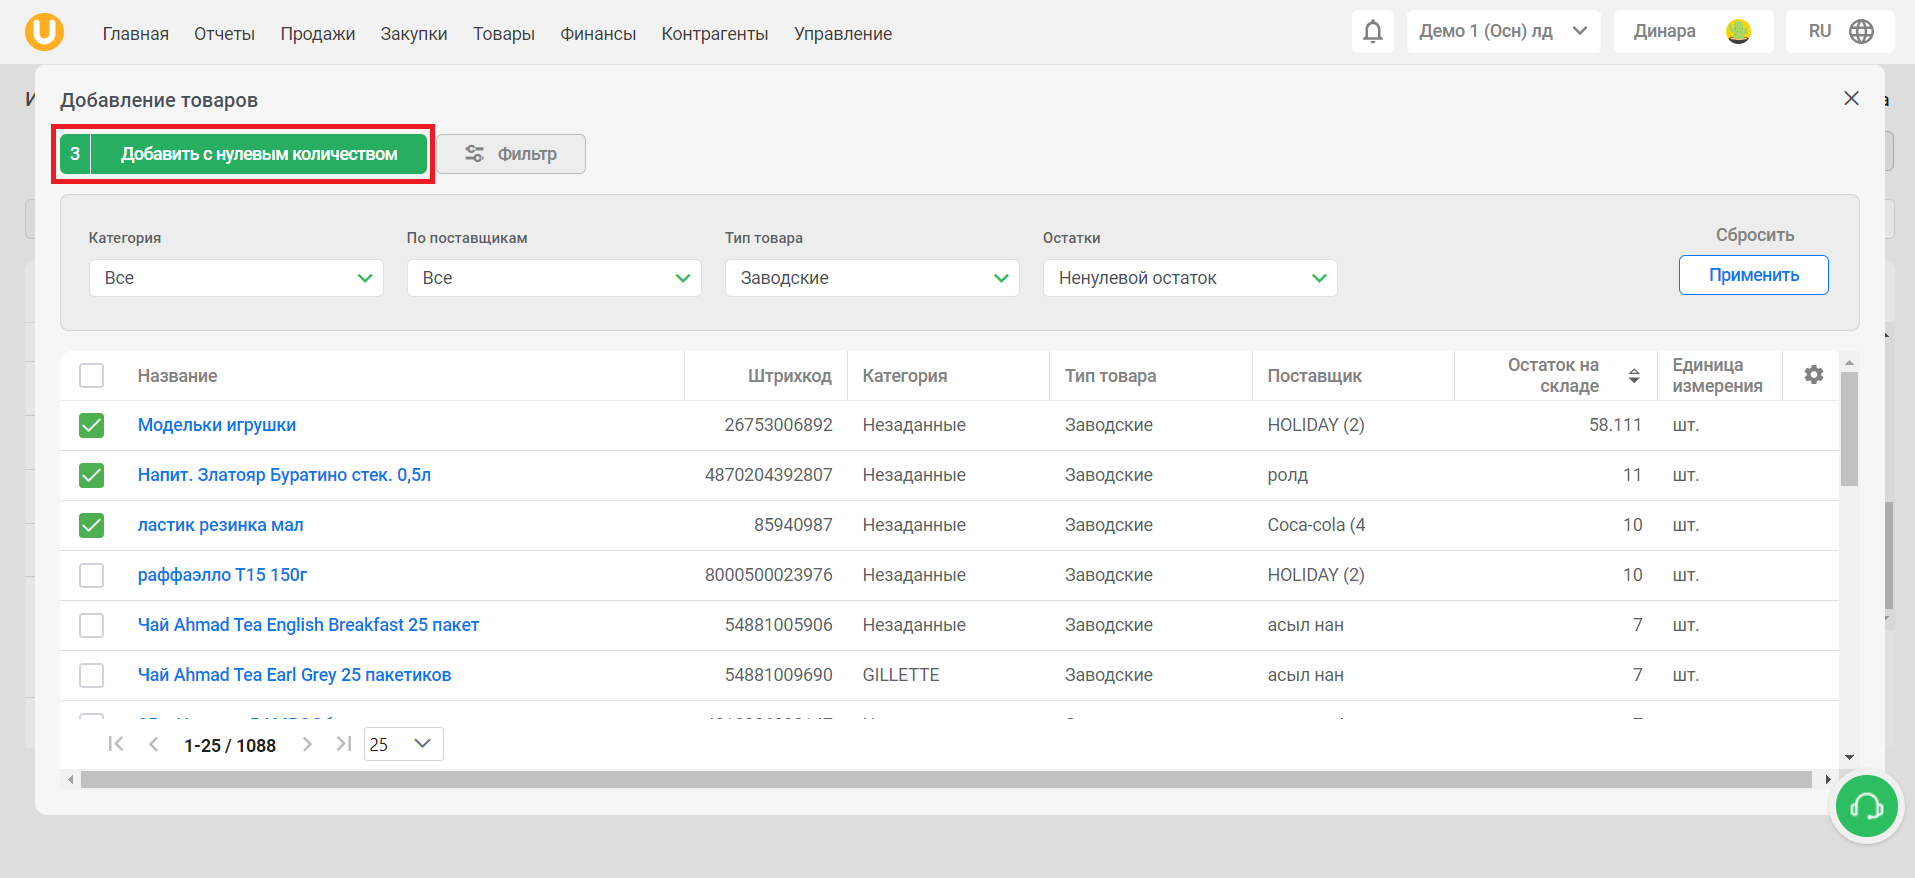 Главная Отчеты Продажи Закупки Товары Финансы Контрагенты Управление Демо 1 (Осн) лд Динара RU
Добавление товаров
3 Добавить с нулевым количеством Фильтр
Категория По поставщикам Тип товара Остатки Сбросить
Все Все Заводские Ненулевой остаток Применить
Название Штрихкод Категория Тип товара Поставщик Остаток на складе Единица измерения
Модельки игрушки 26753006892 Незаданные Заводские HOLIDAY (2) 58.111 шт.
Напит. Златояр Буратино стек. 0,5л 4870204392807 Незаданные Заводские ролд 11 шт.
ластик резинка мал 85940987 Незаданные Заводские Coca-cola (4 10 шт.
раффаэлло Т15 150г 8000500023976 Незаданные Заводские HOLIDAY (2) 10 шт.
Чай Ahmad Tea English Breakfast 25 пакет 54881005906 Незаданные Заводские асыл нан 7 шт.
Чай Ahmad Tea Earl Grey 25 пакетиков 54881009690 GILLETTE Заводские асыл нан 7 шт.
1-25 / 1088 25